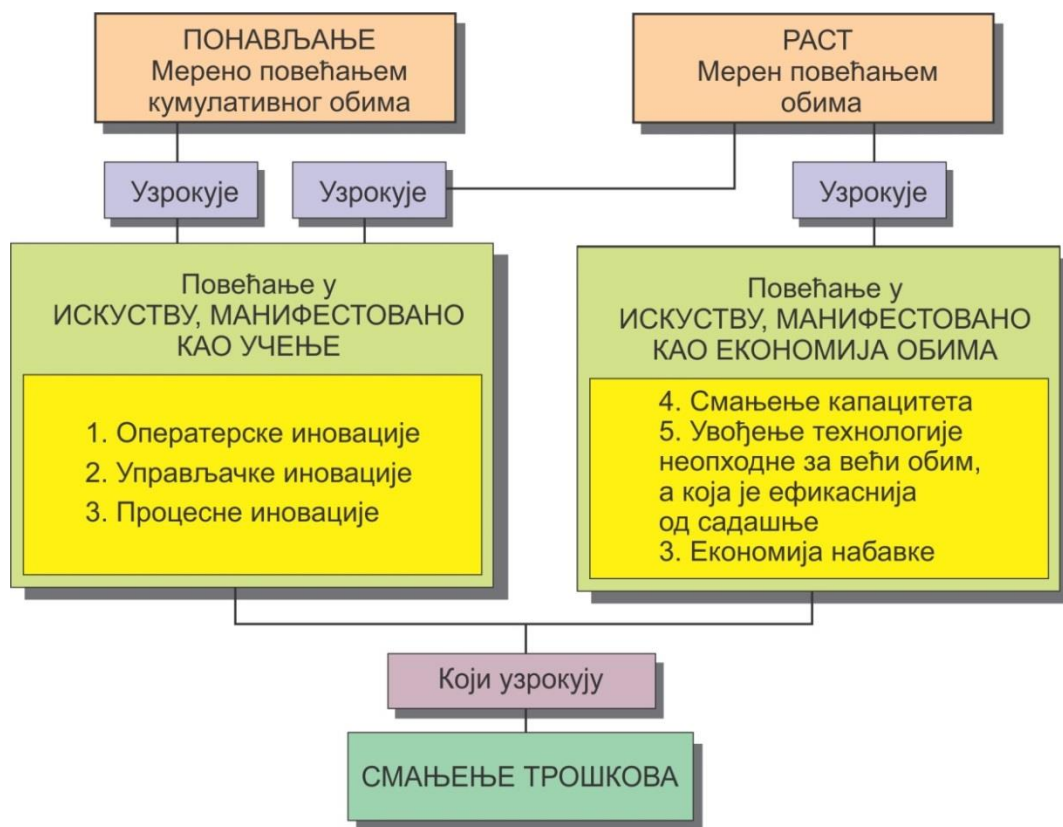 ПОНАВЉАЊЕ
Мерено повећањем
кумулативног обима
РАСТ
Мерен повећањем
обима
Узрокује
Узрокује
Узрокује
Повећање у
ИСКУСТВУ, МАНИФЕСТОВАНО
КАО УЧЕЊЕ
1. Оператерске иновације
2. Управљачке иновације
3. Процесне иновације
Повећање у
ИСКУСТВУ, МАНИФЕСТОВАНО
КАО ЕКОНОМИЈА ОБИМА
4. Смањење капацитета
5. Увођење технологије
неопходне за већи обим,
а која је ефикаснија
од садашње
3. Економија набавке
Који узрокују
СМАЊЕЊЕ ТРОШКОВА